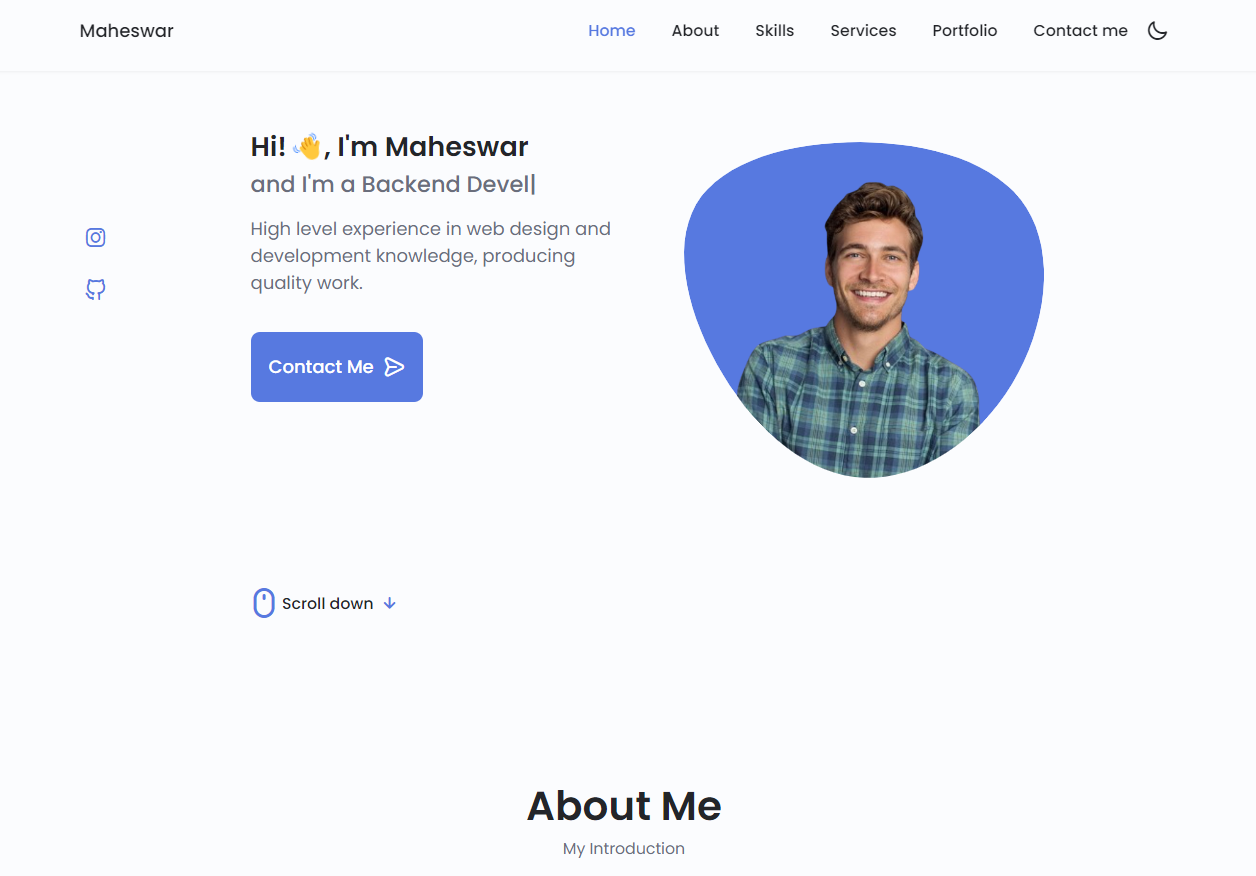 Maheswar
Home About Skills Services Portfolio Contact me
Hi! 👋, I'm Maheswar
and I'm a Backend Devel|
High level experience in web design and
development knowledge, producing
quality work.
Contact Me
Scroll down
About Me
My Introduction